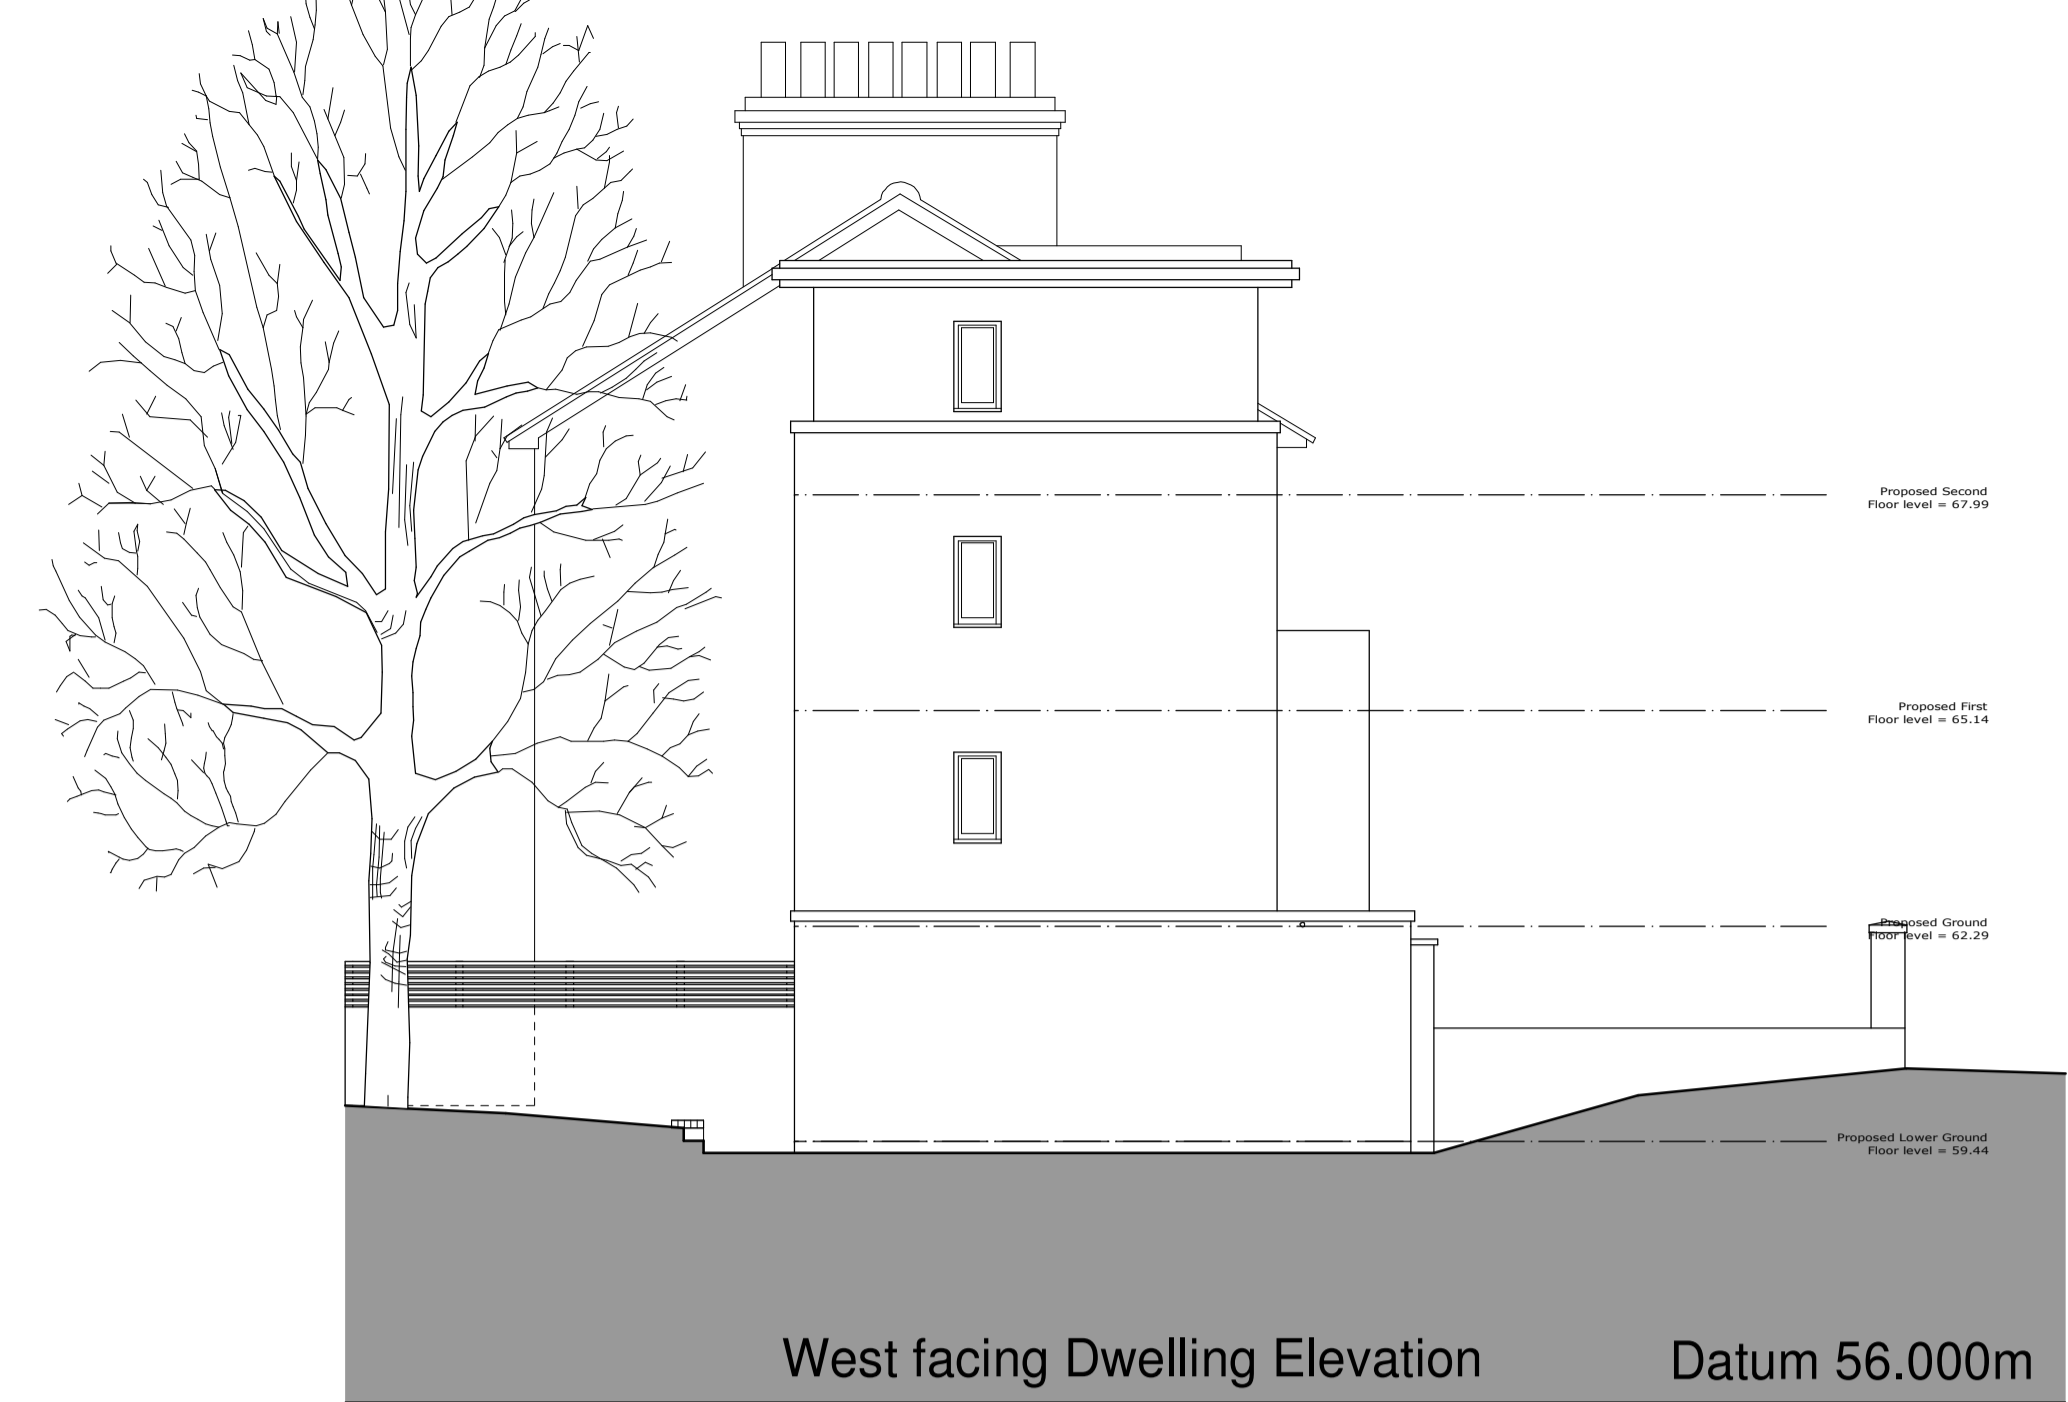 Proposed Second
Floor level = 67.99
Proposed First
Floor level = 65.14
Proposed Ground
Floor level = 62.29
Proposed Lower Ground
Floor level = 59.44
West facing Dwelling Elevation
Datum 56.000m